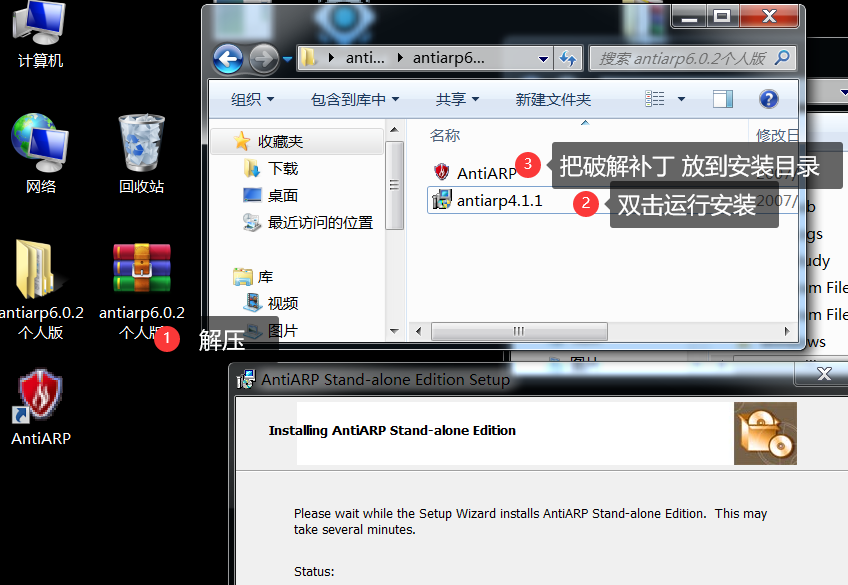 计算机
网络
回收站
antiarp6.0.2
个人版
antiarp6.0.2
个人版
1 解压
AntiARP
anti... antiarp6...
搜索 antiarp6.0.2个人版
组织 包含到库中 共享 新建文件夹
收藏夹
下载
桌面
最近访问的位置
库
视频
图片
名称 修改日
AntiARP
3 把破解补丁 放到安装目录
antiarp4.1.1 2007/
2 双击运行安装
AntiARP Stand-alone Edition Setup
Installing AntiARP Stand-alone Edition
Please wait while the Setup Wizard installs AntiARP Stand-alone Edition. This may
take several minutes.
Status: